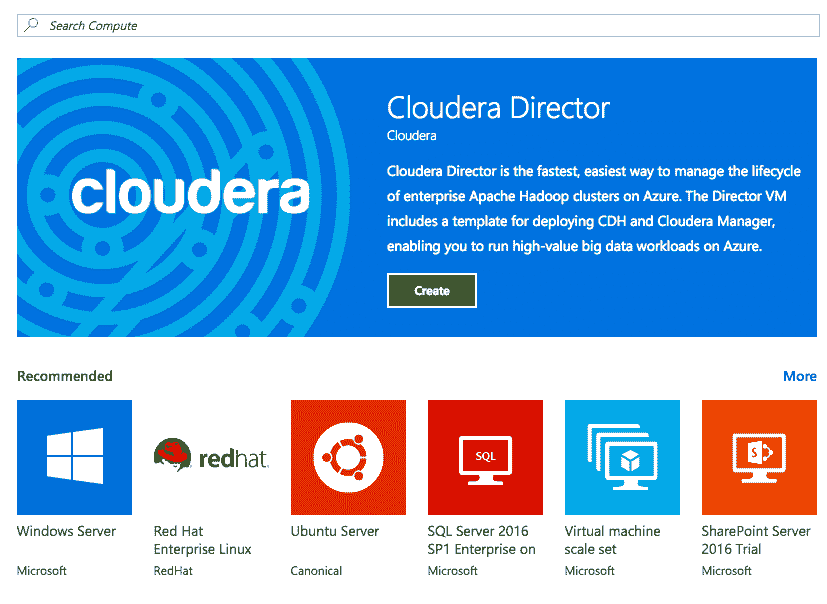 Search Compute
cloudera
Cloudera Director
Cloudera
Cloudera Director is the fastest, easiest way to manage the lifecycle
of enterprise Apache Hadoop clusters on Azure. The Director VM
includes a template for deploying CDH and Cloudera Manager,
enabling you to run high-value big data workloads on Azure.
Create
Recommended
More
redhat.
SQL
S
Windows Server
Microsoft
Red Hat
Enterprise Linux
RedHat
Ubuntu Server
Canonical
SQL Server 2016
SP1 Enterprise on
Microsoft
Virtual machine
scale set
Microsoft
SharePoint Server
2016 Trial
Microsoft